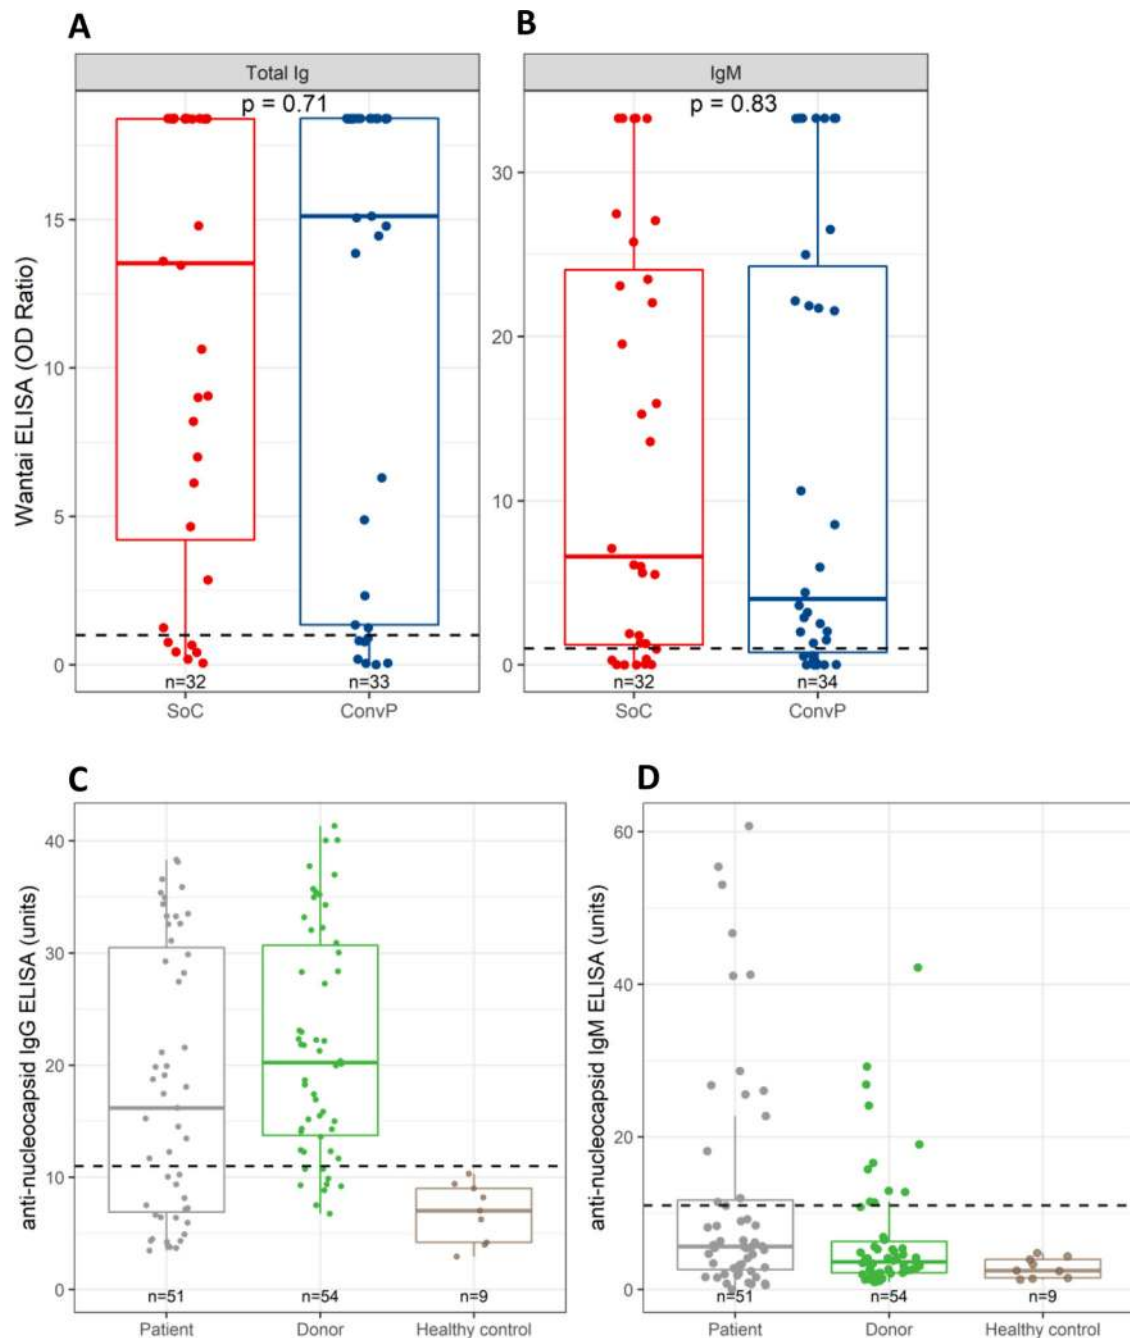 A
B
Total Ig
IgM
p = 0.71
p = 0.83
Wantai ELISA (OD Ratio)
15
10
5
0
30
20
10
0
n=32
n=33
n=32
n=34
SoC
ConvP
SoC
ConvP
C
D
anti-nucleocapsid IgG ELISA (units)
40
30
20
10
0
anti-nucleocapsid IgM ELISA (units)
60
40
20
0
n=51
n=54
n=9
n=51
n=54
n=9
Patient
Donor
Healthy control
Patient
Donor
Healthy control